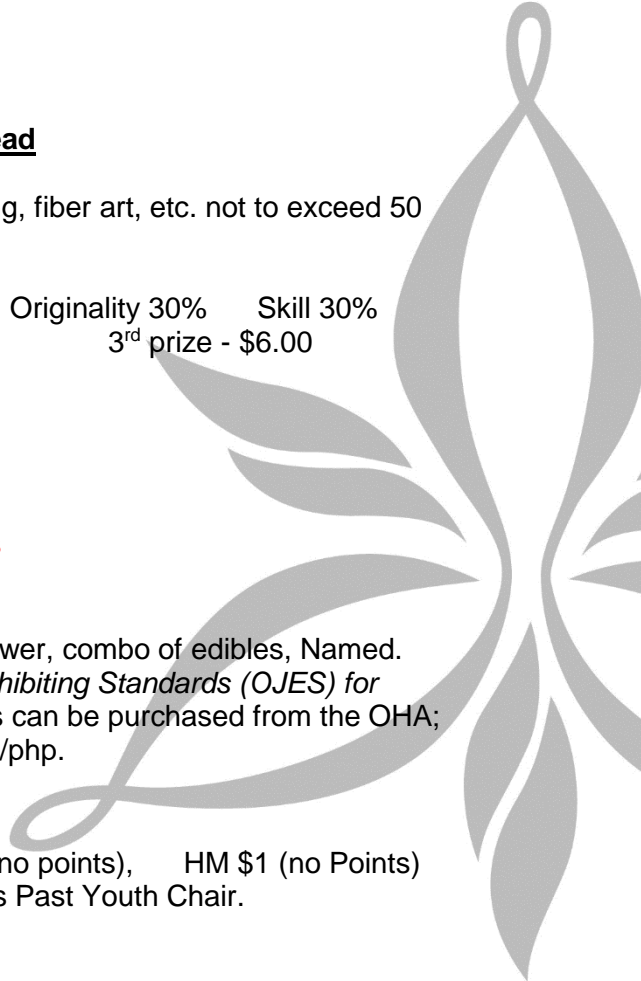 ead
g, fiber art, etc. not to exceed 50
Originality 30% Skill 30%
3rd prize - $6.00
wer, combo of edibles, Named.
hibiting Standards (OJES) for
s can be purchased from the OHA;
/php.
no points), HM $1 (no Points)
s Past Youth Chair.